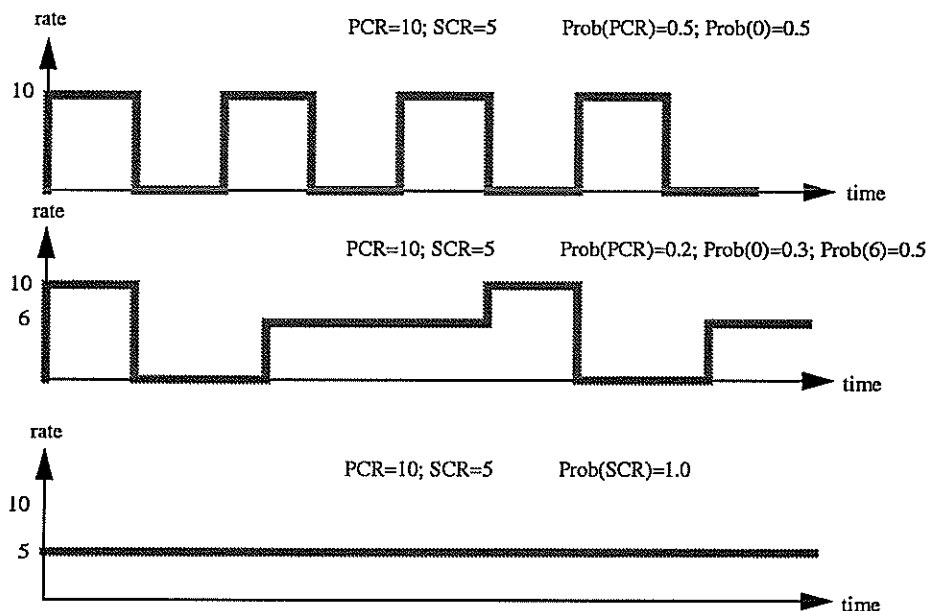 rate
PCR=10; SCR=5 Prob(PCR)=0.5; Prob(0)=0.5
10
time
rate
PCR=10; SCR=5 Prob(PCR)=0.2; Prob(0)=0.3; Prob(6)=0.5
10
6
time
rate
PCR=10; SCR=5 Prob(SCR)=1.0
10
5
time